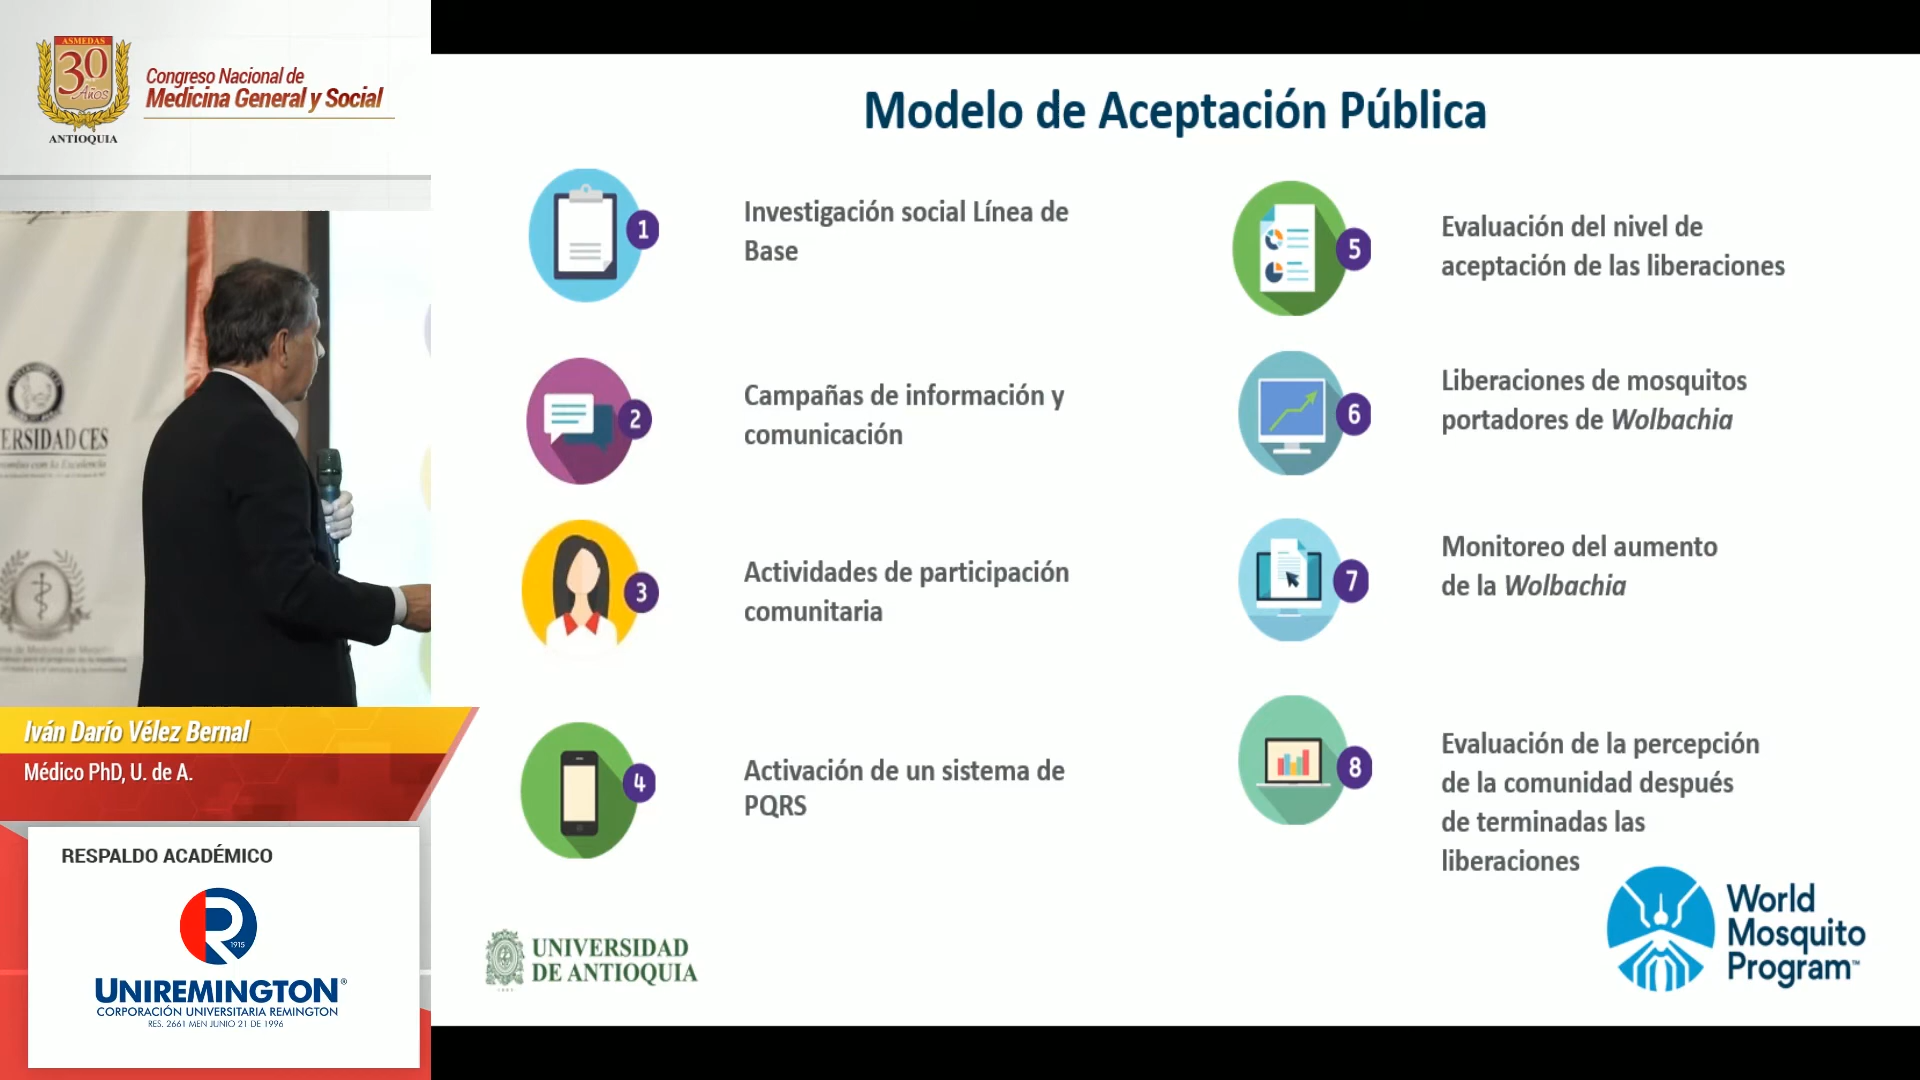 ASMEDAS
30
Años
ANTIOQUIA
Congreso Nacional de
Medicina General y Social
ERSIDAD CES
Iván Darío Vélez Bernal
Médico PhD, U. de A.
RESPALDO ACADÉMICO
1915
UNIREMINGTON®
CORPORACIÓN UNIVERSITARIA REMINGTON
RES. 2661 MEN JUNIO 21 DE 1996
Modelo de Aceptación Pública
1
Investigación social Línea de
Base
2
Campañas de información y
comunicación
3
Actividades de participación
comunitaria
4
Activación de un sistema de
PQRS
5
Evaluación del nivel de
aceptación de las liberaciones
6
Liberaciones de mosquitos
portadores de Wolbachia
7
Monitoreo del aumento
de la Wolbachia
8
Evaluación de la percepción
de la comunidad después
de terminadas las
liberaciones
UNIVERSIDAD
DE ANTIOQUIA
World
Mosquito
Program™